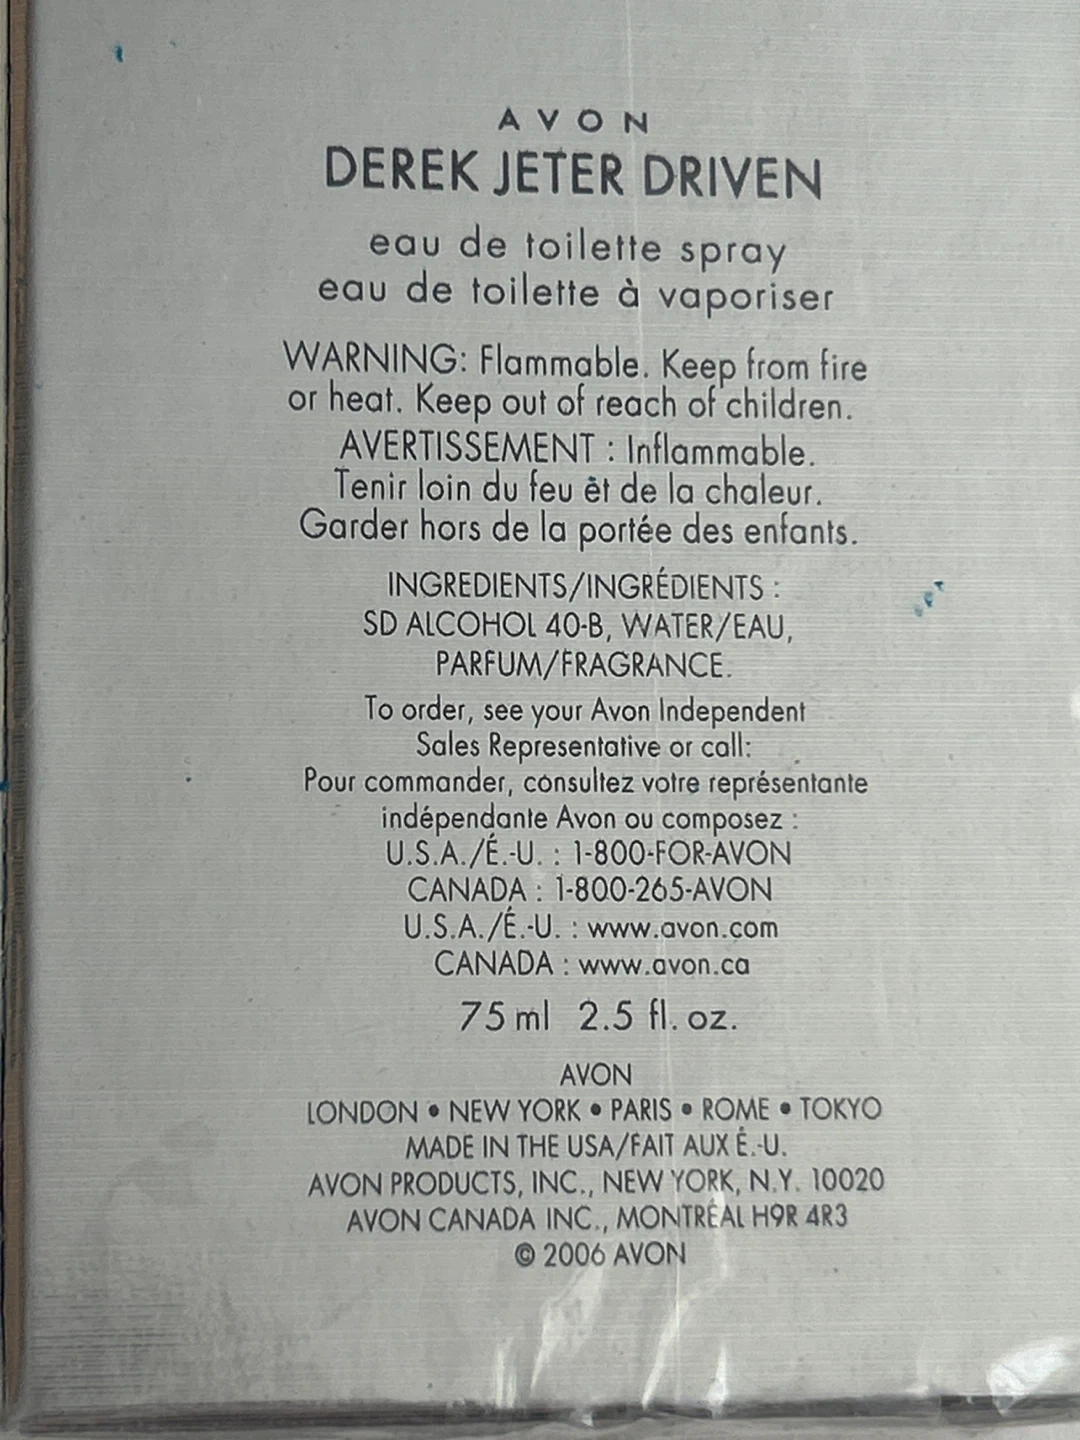 AVON
DEREK JETER DRIVEN
eau de toilette spray
eau de toilette à vaporiser
WARNING: Flammable. Keep from fire
or heat. Keep out of reach of children.
AVERTISSEMENT : Inflammable.
Tenir loin du feu et de la chaleur.
Garder hors de la portée des enfants.
INGREDIENTS/INGRÉDIENTS :
SD ALCOHOL 40-B, WATER/EAU,
PARFUM/FRAGRANCE.
To order, see your Avon Independent
Sales Representative or call:
Pour commander, consultez votre représentante
indépendante Avon ou composez :
U.S.A./É.-U. : 1-800-FOR-AVON
CANADA : 1-800-265-AVON
U.S.A./É.-U. : www.avon.com
CANADA : www.avon.ca
75 ml 2.5 fl. oz.
AVON
LONDON • NEW YORK • PARIS • ROME • TOKYO
MADE IN THE USA/FAIT AUX É.-U.
AVON PRODUCTS, INC., NEW YORK, N.Y. 10020
AVON CANADA INC., MONTRÉAL H9R 4R3
© 2006 AVON